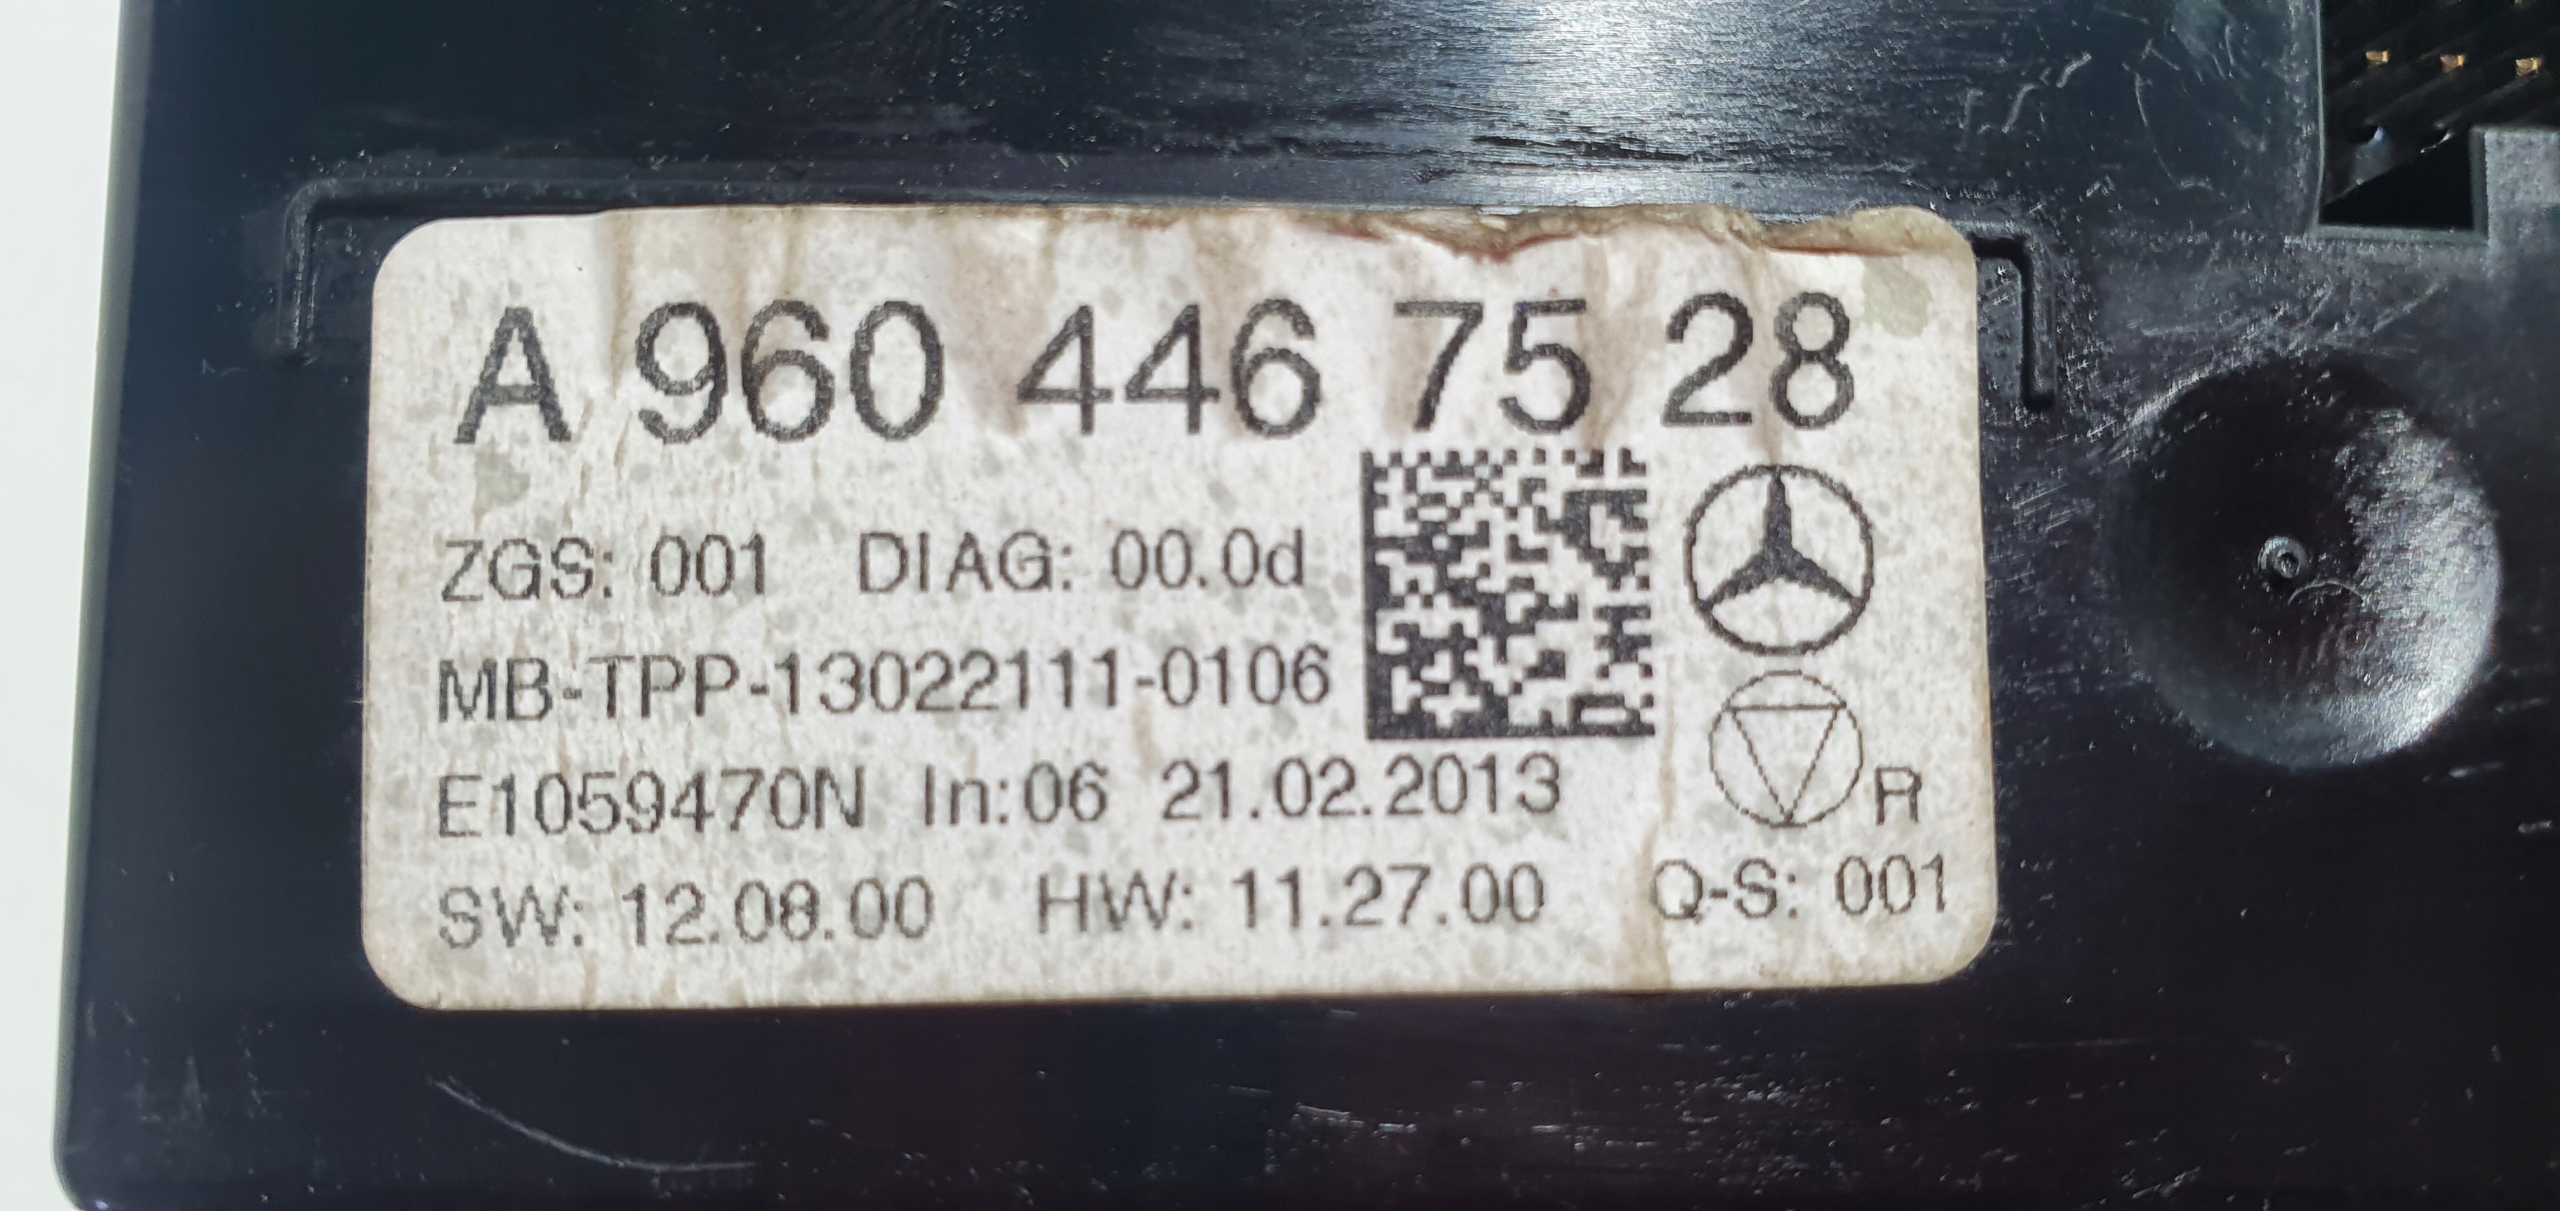 A 960 446 75 28
ZGS: 001 DIAG: 00.0d
MB-TPP-13022111-0106
E1059470N In:06 21.02.2013
R
SW: 12.08.00 HW: 11.27.00 Q-S: 001